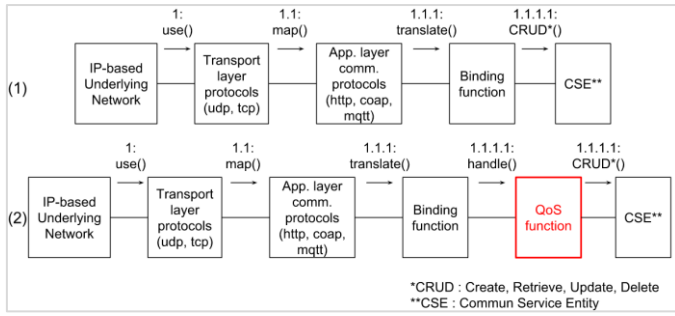 1:
use()
1.1:
map()
1.1.1:
translate()
1.1.1.1:
CRUD*()
(1)
IP-based
Underlying
Network
Transport
layer
protocols
(udp, tcp)
App. layer
comm.
protocols
(http, coap,
mqtt)
Binding
function
CSE**
1:
use()
1.1:
map()
1.1.1:
translate()
1.1.1.1:
handle()
1.1.1.1:
CRUD*()
(2)
IP-based
Underlying
Network
Transport
layer
protocols
(udp, tcp)
App. layer
comm.
protocols
(http, coap,
mqtt)
Binding
function
QoS
function
CSE**
*CRUD : Create, Retrieve, Update, Delete
**CSE : Commun Service Entity